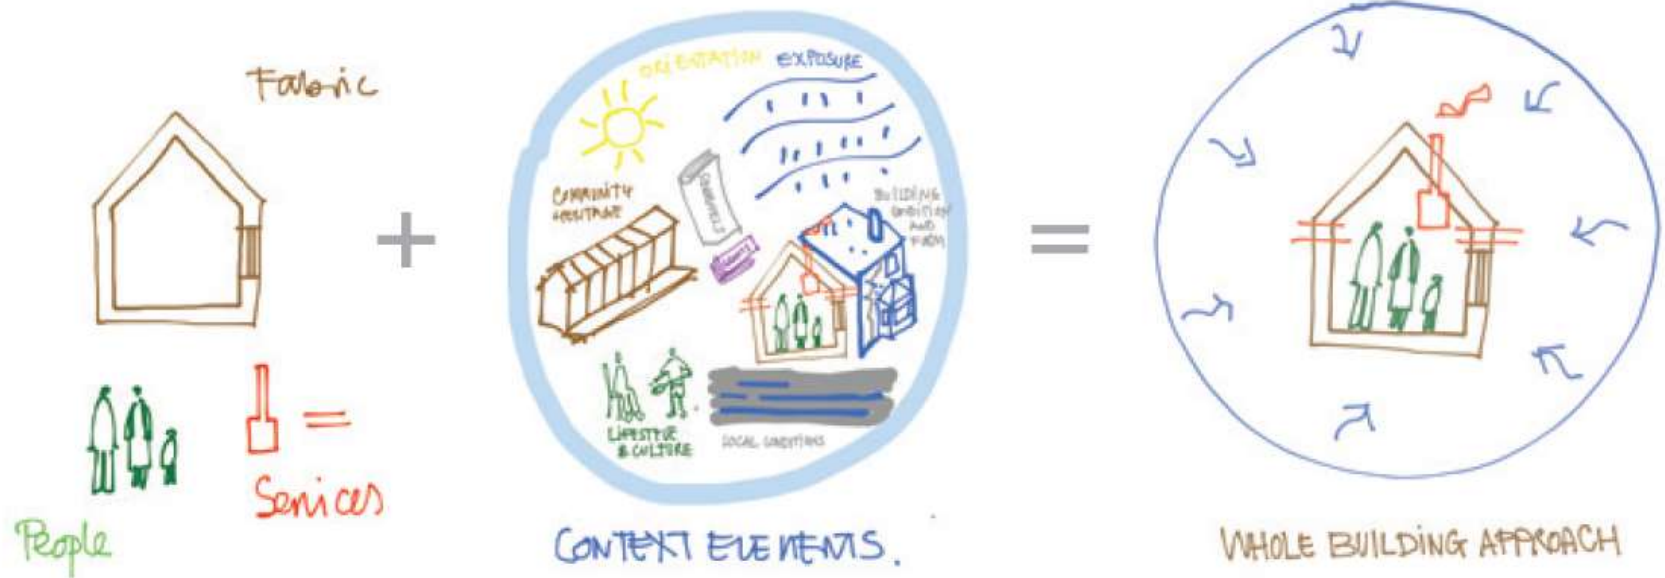 Fabric
+
People
=
Services
ORIENTATION
EXPOSURE
COMMUNITY
HERITAGE
BUILDING
CONDITION
AND
FORM
LIFESTYLE
& CULTURE
LOCAL CONDITIONS
CONTEXT ELEMENTS.
=
WHOLE BUILDING APPROACH